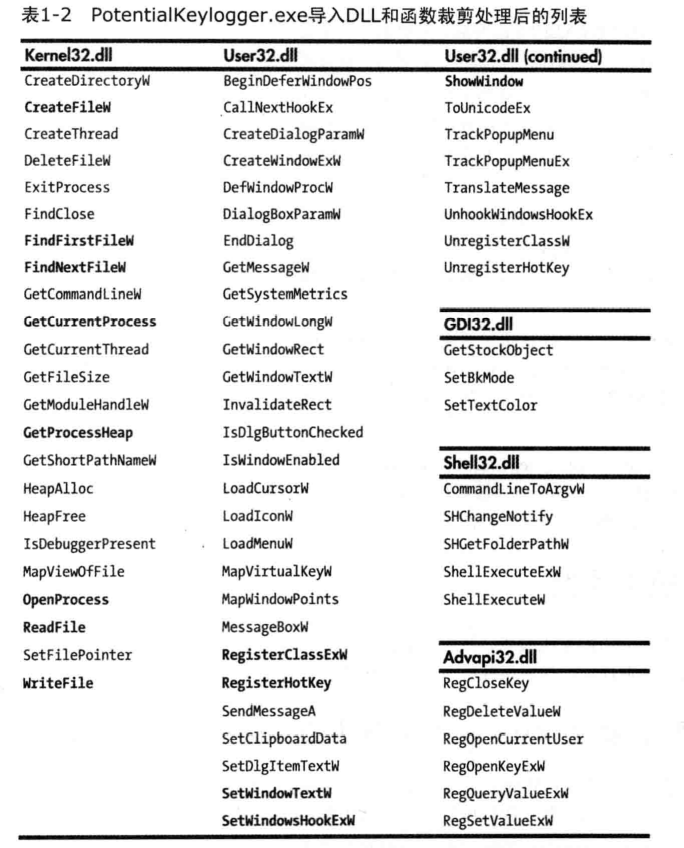 表1-2 PotentialKeylogger.exe导入DLL和函数裁剪处理后的列表
Kernel32.dll
CreateDirectoryW
CreateFileW
CreateThread
DeleteFileW
ExitProcess
FindClose
FindFirstFileW
FindNextFileW
GetCommandLineW
GetCurrentProcess
GetCurrentThread
GetFileSize
GetModuleHandleW
GetProcessHeap
GetShortPathNameW
HeapAlloc
HeapFree
IsDebuggerPresent
MapViewOfFile
OpenProcess
ReadFile
SetFilePointer
WriteFile
User32.dll
BeginDeferWindowPos
CallNextHookEx
CreateDialogParamW
CreateWindowExW
DefWindowProcW
DialogBoxParamW
EndDialog
GetMessageW
GetSystemMetrics
GetWindowLongW
GetWindowRect
GetWindowTextW
InvalidateRect
IsDlgButtonChecked
IsWindowEnabled
LoadCursorW
LoadIconW
LoadMenuW
MapVirtualKeyW
MapWindowPoints
MessageBoxW
RegisterClassExW
RegisterHotKey
SendMessageA
SetClipboardData
SetDlgItemTextW
SetWindowTextW
SetWindowsHookExW
User32.dll (continued)
ShowWindow
ToUnicodeEx
TrackPopupMenu
TrackPopupMenuEx
TranslateMessage
UnhookWindowsHookEx
UnregisterClassW
UnregisterHotKey
GDI32.dll
GetStockObject
SetBkMode
SetTextColor
Shell32.dll
CommandLineToArgvW
SHChangeNotify
SHGetFolderPathW
ShellExecuteExW
ShellExecuteW
Advapi32.dll
RegCloseKey
RegDeleteValueW
RegOpenCurrentUser
RegOpenKeyExW
RegQueryValueExW
RegSetValueExW